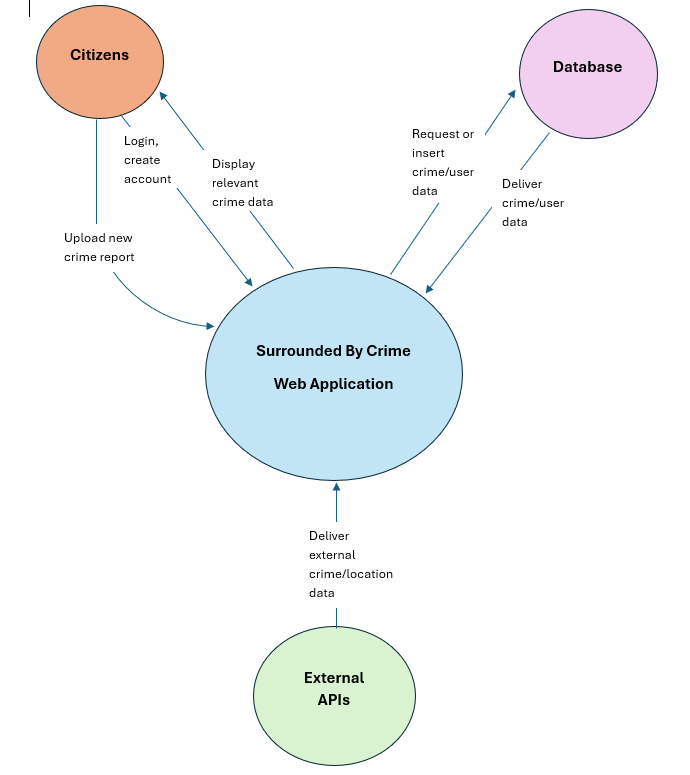 Citizens
Database
Login,
create
account
Display
relevant
crime data
Request or
insert
crime/user
data
Deliver
crime/user
data
Upload new
crime report
Surrounded By Crime
Web Application
Deliver
external
crime/location
data
External
APIs